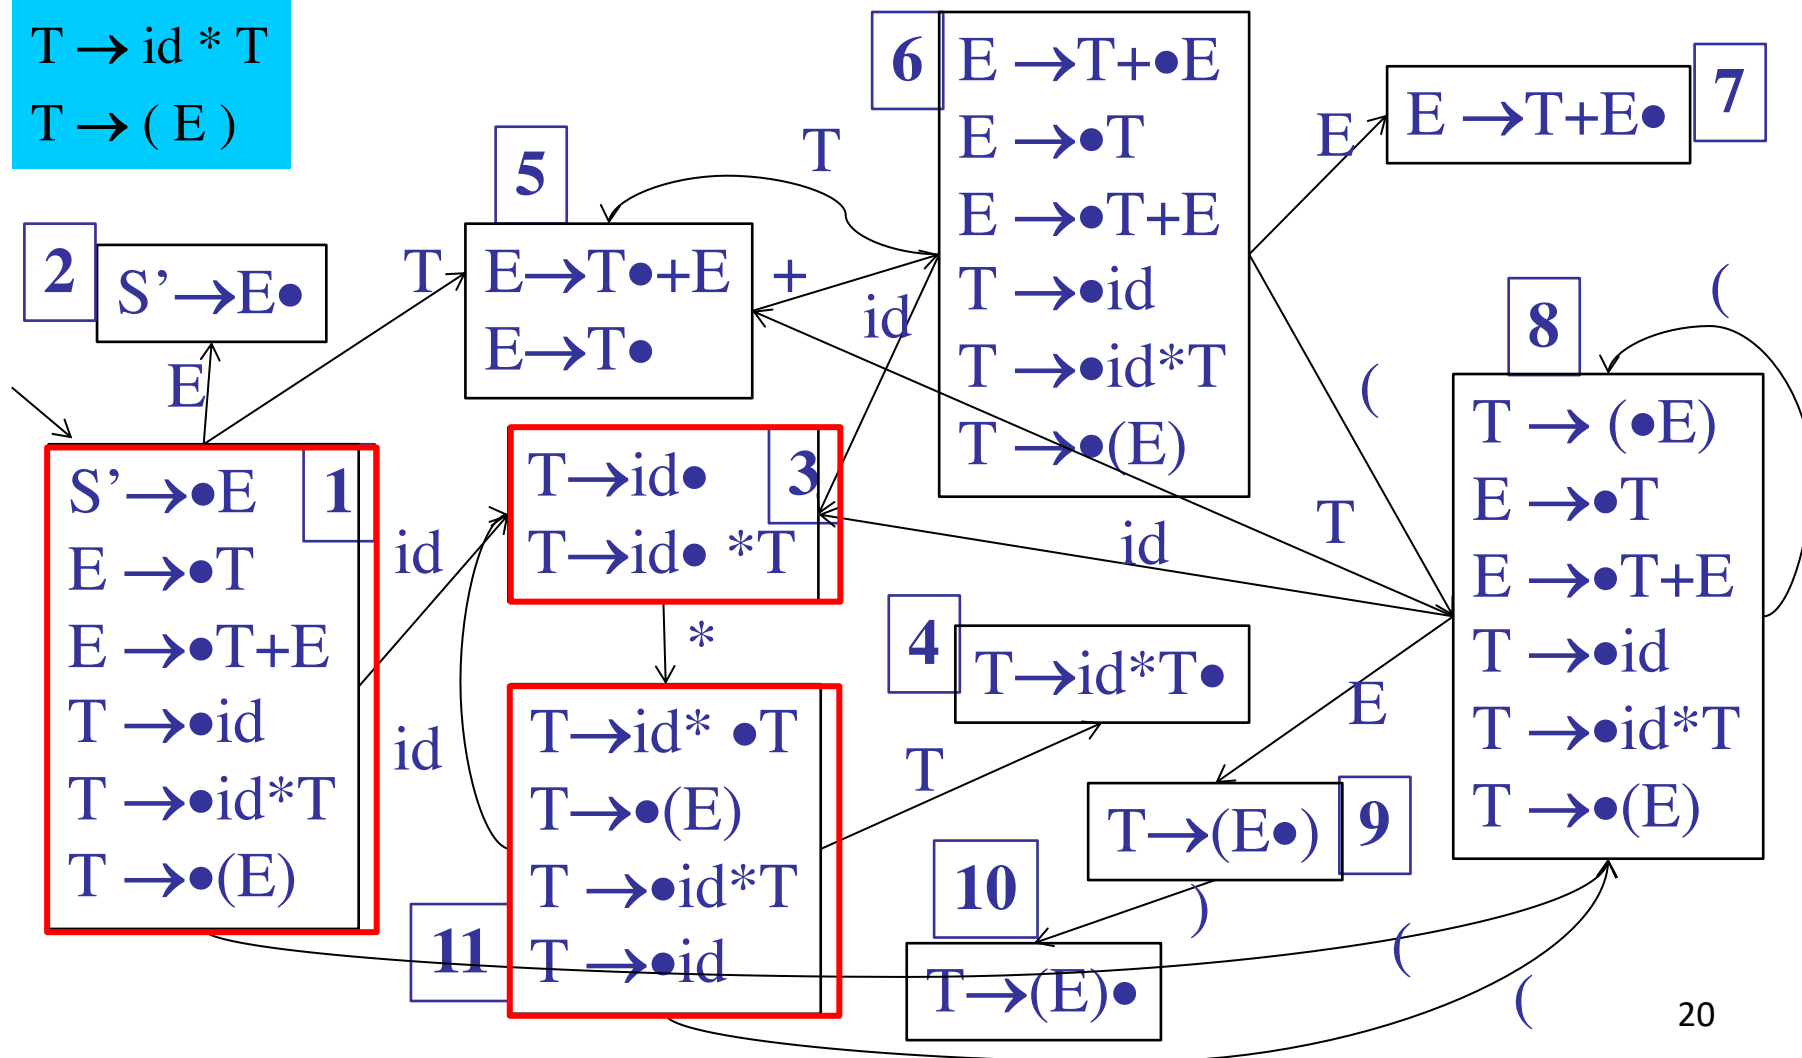 T → id * T
T → ( E )
2
S’ →E●
E
1
S’ →●E
E →●T
E →●T+E
T →●id
T →●id*T
T →●(E)
T
5
E→T●+E
E→T●
+
T
id
6
E →T+●E
E →●T
E →●T+E
T →●id
T →●id*T
T →●(E)
E
7
E →T+E●
(
id
3
T→id●
T→id● *T
*
id
11
T→id* ●T
T→●(E)
T →●id*T
T →●id
T
4
T→id*T●
id
T
8
T → (●E)
E →●T
E →●T+E
T →●id
T →●id*T
T →●(E)
(
E
9
T→(E●)
)
10
T→(E)●
(
(
20